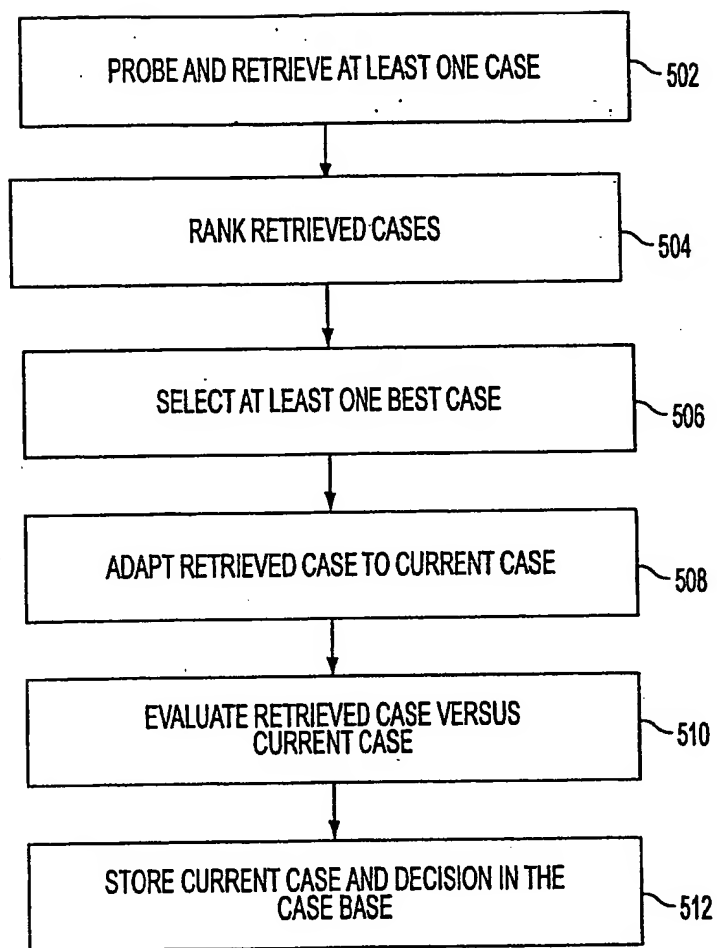 PROBE AND RETRIEVE AT LEAST ONE CASE
502
RANK RETRIEVED CASES
504
SELECT AT LEAST ONE BEST CASE
506
ADAPT RETRIEVED CASE TO CURRENT CASE
508
EVALUATE RETRIEVED CASE VERSUS
CURRENT CASE
510
STORE CURRENT CASE AND DECISION IN THE
CASE BASE
512